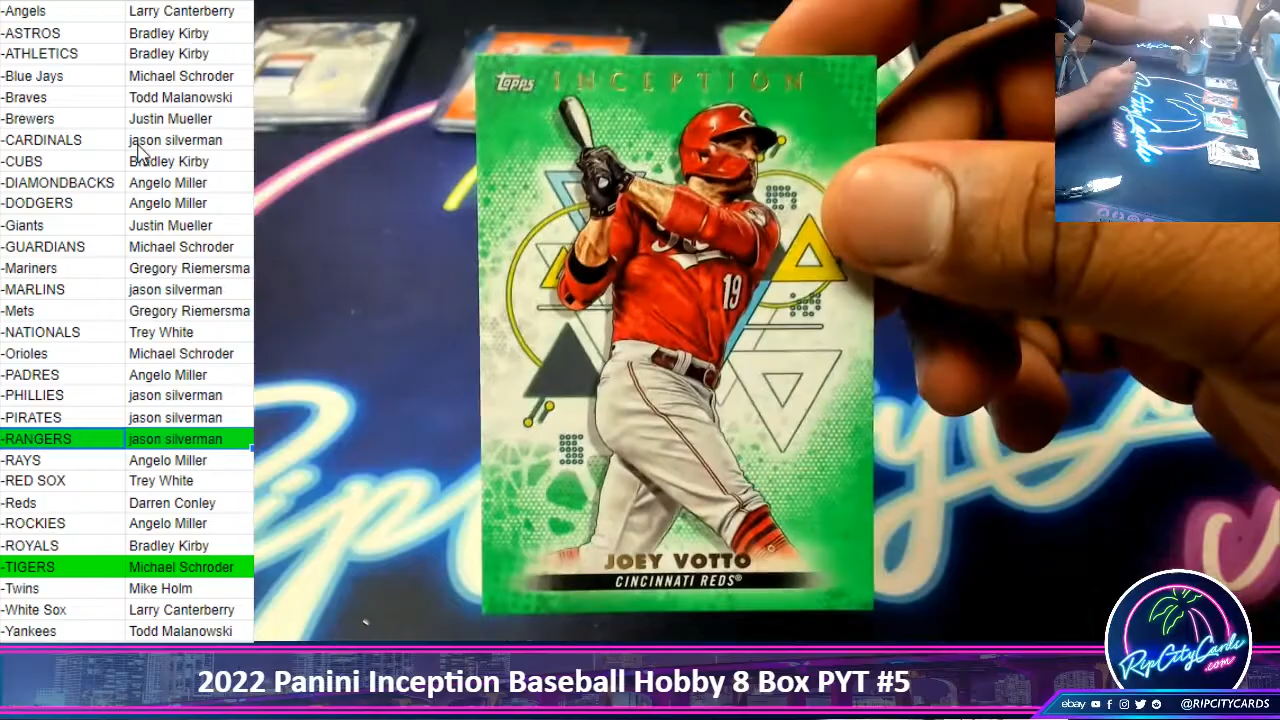 -Angels Larry Canterberry
-ASTROS Bradley Kirby
-ATHLETICS Bradley Kirby
-Blue Jays Michael Schroder
-Braves Todd Malanowski
-Brewers Justin Mueller
-CARDINALS jason silverman
-CUBS Bradley Kirby
-DIAMONDBACKS Angelo Miller
-DODGERS Angelo Miller
-Giants Justin Mueller
-GUARDIANS Michael Schroder
-Mariners Gregory Riemersma
-MARLINS jason silverman
-Mets Gregory Riemersma
-NATIONALS Trey White
-Orioles Michael Schroder
-PADRES Angelo Miller
-PHILLIES jason silverman
-PIRATES jason silverman
-RANGERS jason silverman
-RAYS Angelo Miller
-RED SOX Trey White
-Reds Darren Conley
-ROCKIES Angelo Miller
-ROYALS Bradley Kirby
-TIGERS Michael Schroder
-Twins Mike Holm
-White Sox Larry Canterberry
-Yankees Todd Malanowski
Topps INCEPTION
C
19
JOEY VOTTO
CINCINNATI REDS®
RipCityCards
.com
2022 Panini Inception Baseball Hobby 8 Box PYT #5
RipCityCards
.com
ebay @RIPCITYCARDS